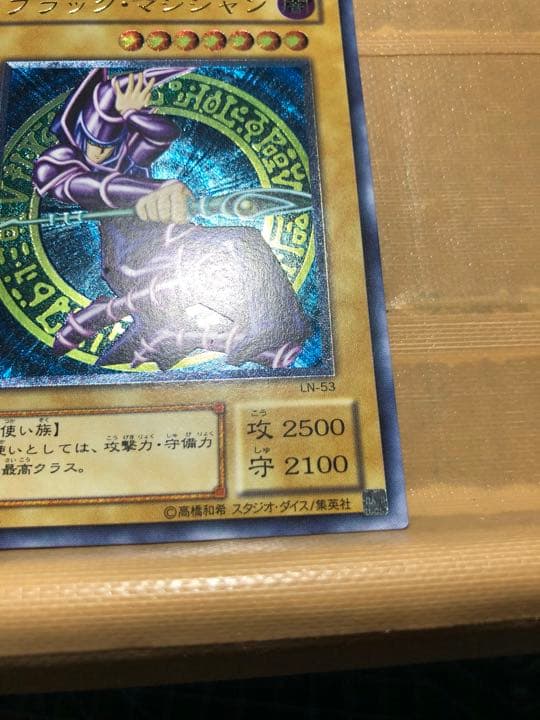 ブラック・マジシャン
LN-53
使い族】
使いとしては、攻撃力・守備力
最高クラス。
攻 2500
守 2100
©高橋和希 スタジオ・ダイス/集英社